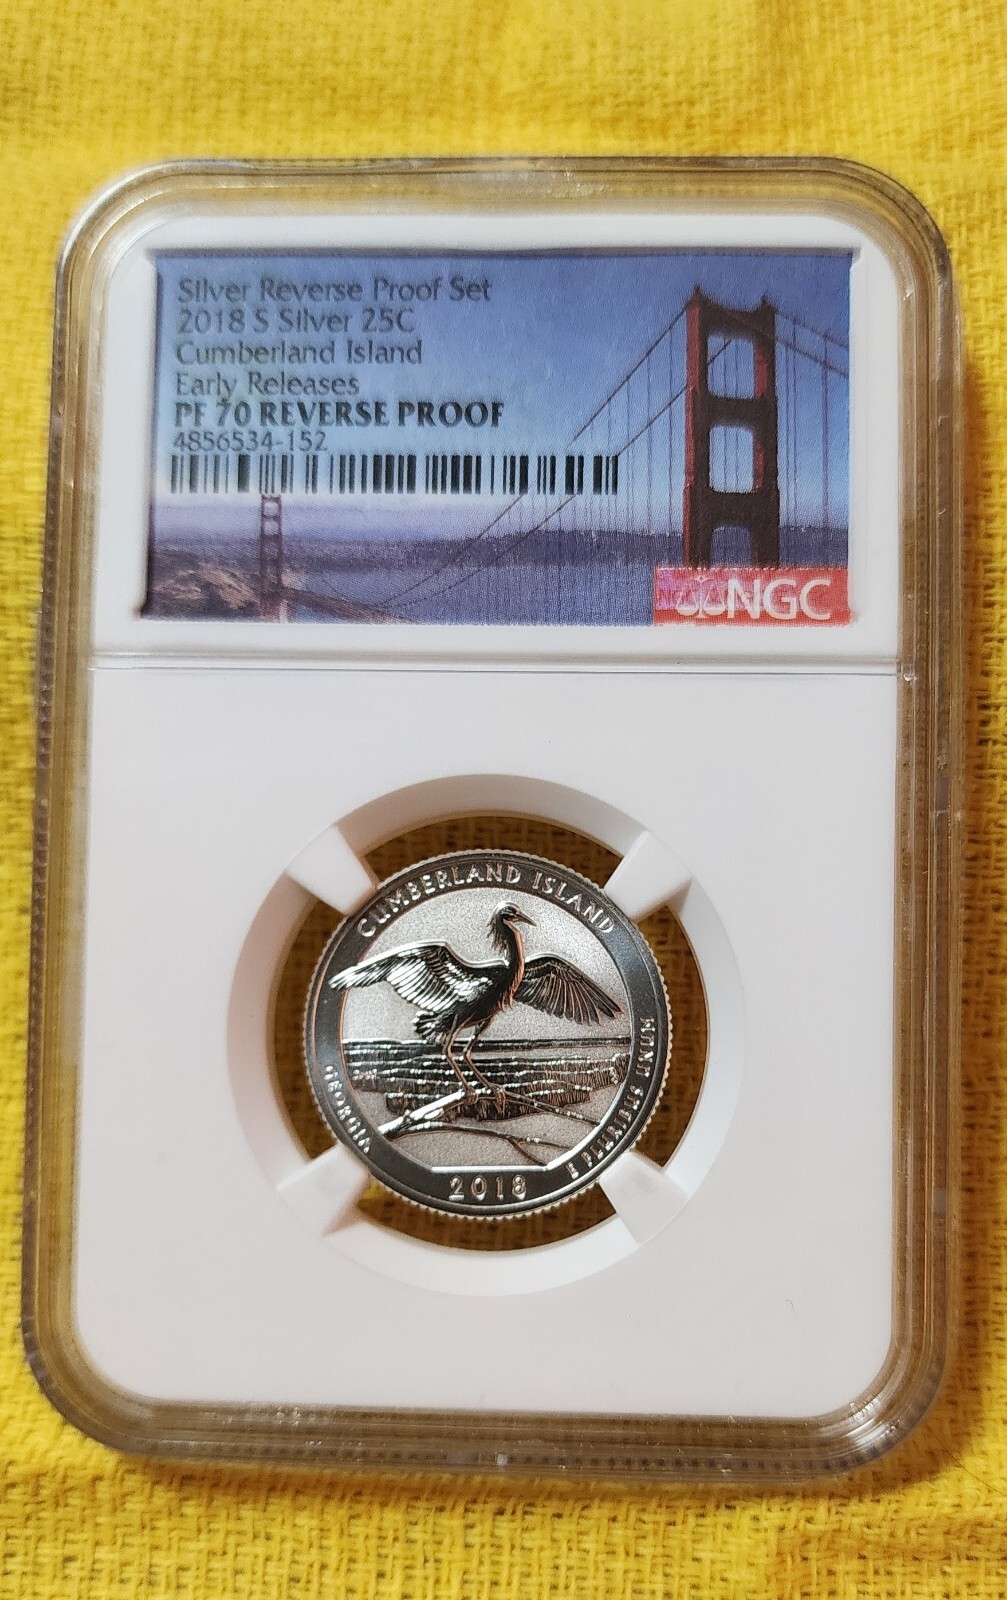 Silver Reverse Proof Set
2018 S Silver 25C
Cumberland Island
Early Releases
PF 70 REVERSE PROOF
4856534-152
NGC
CUMBERLAND ISLAND
GEORGIA
E PLURIBUS UNUM
2018